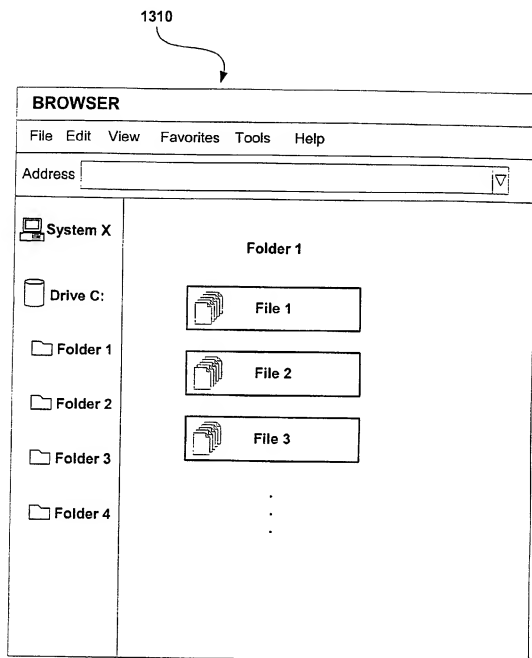 1310
BROWSER
File Edit View Favorites Tools Help
Address
System X
Drive C:
Folder 1
Folder 2
Folder 3
Folder 4
Folder 1
File 1
File 2
File 3